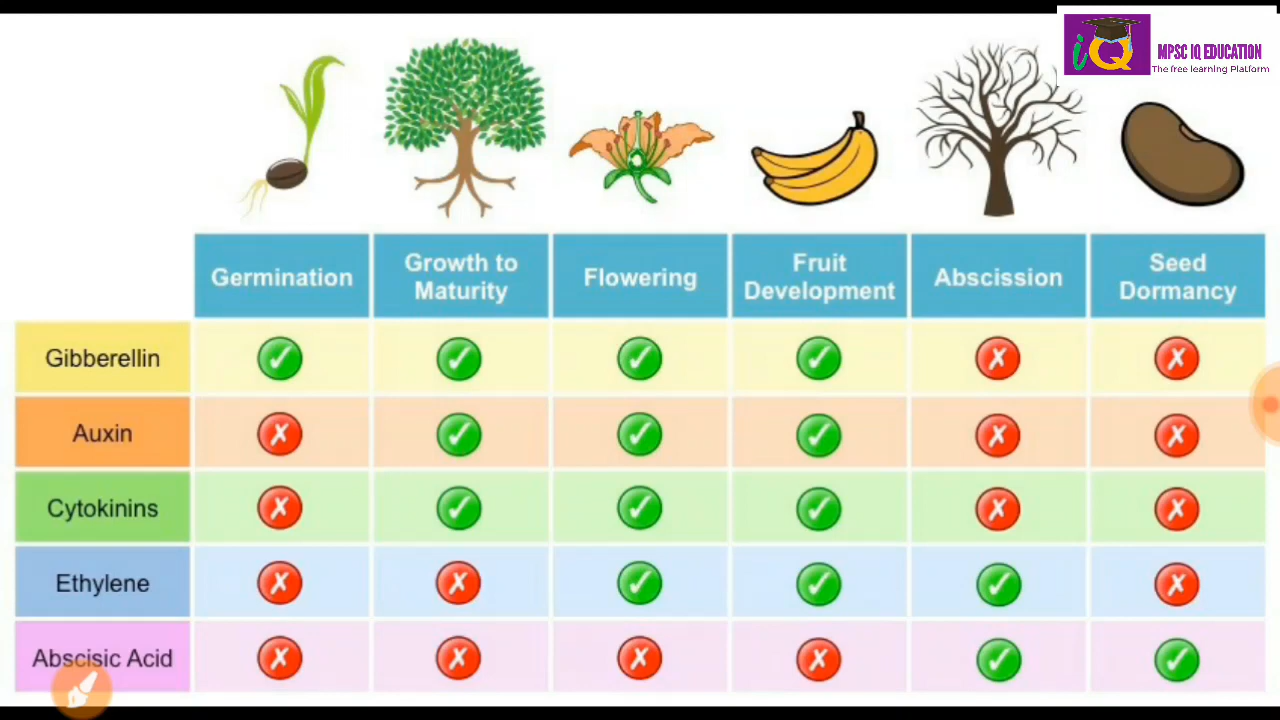 iQ
MPSC IQ EDUCATION
The free learning Platform
Germination
Growth to
Maturity
Flowering
Fruit
Development
Abscission
Seed
Dormancy
Gibberellin
Auxin
Cytokinins
Ethylene
Abscisic Acid